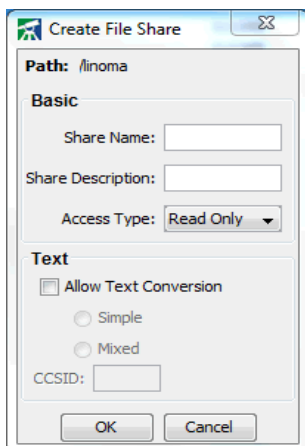 Create File Share
Path: /linoma
Basic
Share Name:
Share Description:
Access Type: Read Only
Text
Allow Text Conversion
Simple
Mixed
CCSID:
OK Cancel